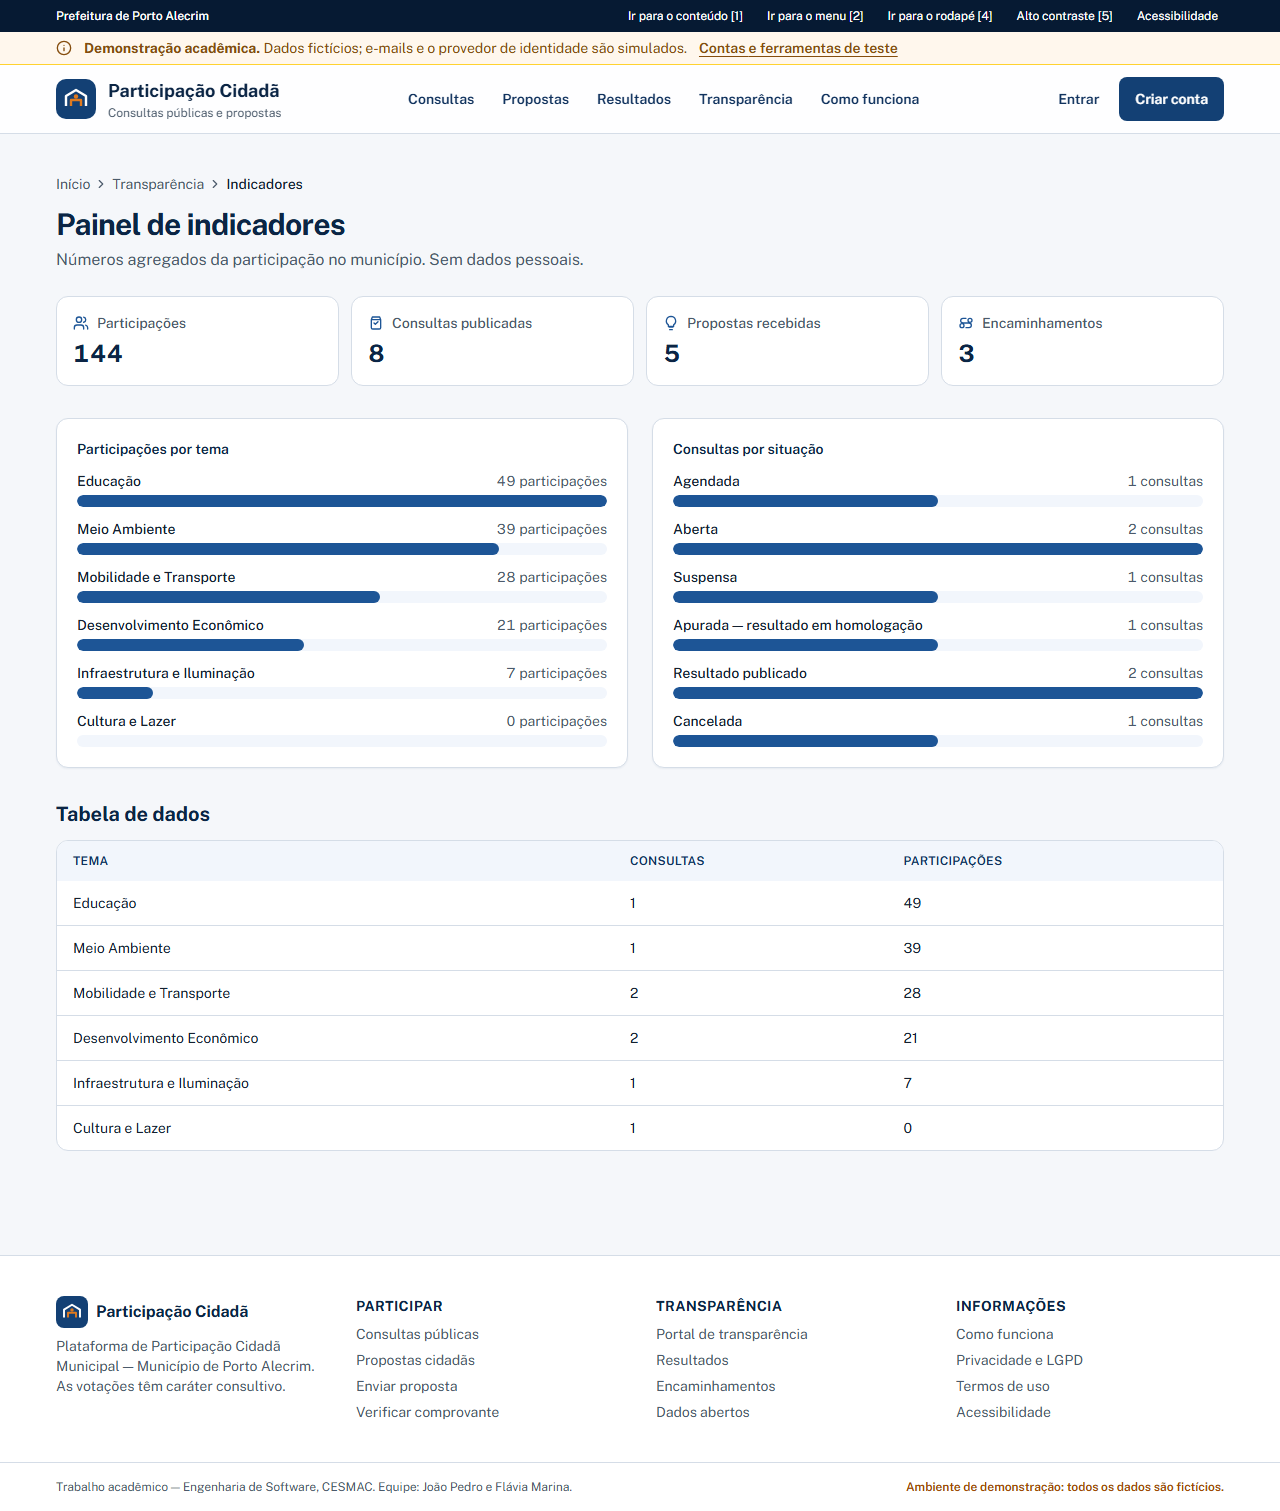 Prefeitura de Porto Alecrim
Ir para o conteúdo [1] Ir para o menu [2] Ir para o rodapé [4] Alto contraste [5] Acessibilidade
Demonstração acadêmica. Dados fictícios; e-mails e o provedor de identidade são simulados. Contas e ferramentas de teste
Participação Cidadã
Consultas públicas e propostas
Consultas Propostas Resultados Transparência Como funciona
Entrar Criar conta
Início > Transparência > Indicadores
Painel de indicadores
Números agregados da participação no município. Sem dados pessoais.
Participações
144
Consultas publicadas
8
Propostas recebidas
5
Encaminhamentos
3
Participações por tema
Educação 49 participações
Meio Ambiente 39 participações
Mobilidade e Transporte 28 participações
Desenvolvimento Econômico 21 participações
Infraestrutura e Iluminação 7 participações
Cultura e Lazer 0 participações
Consultas por situação
Agendada 1 consultas
Aberta 2 consultas
Suspensa 1 consultas
Apurada — resultado em homologação 1 consultas
Resultado publicado 2 consultas
Cancelada 1 consultas
Tabela de dados
TEMA CONSULTAS PARTICIPAÇÕES
Educação 1 49
Meio Ambiente 1 39
Mobilidade e Transporte 2 28
Desenvolvimento Econômico 2 21
Infraestrutura e Iluminação 1 7
Cultura e Lazer 1 0
Participação Cidadã
Plataforma de Participação Cidadã
Municipal — Município de Porto Alecrim.
As votações têm caráter consultivo.
PARTICIPAR
Consultas públicas
Propostas cidadãs
Enviar proposta
Verificar comprovante
TRANSPARÊNCIA
Portal de transparência
Resultados
Encaminhamentos
Dados abertos
INFORMAÇÕES
Como funciona
Privacidade e LGPD
Termos de uso
Acessibilidade
Trabalho acadêmico — Engenharia de Software, CESMAC. Equipe: João Pedro e Flávia Marina.
Ambiente de demonstração: todos os dados são fictícios.